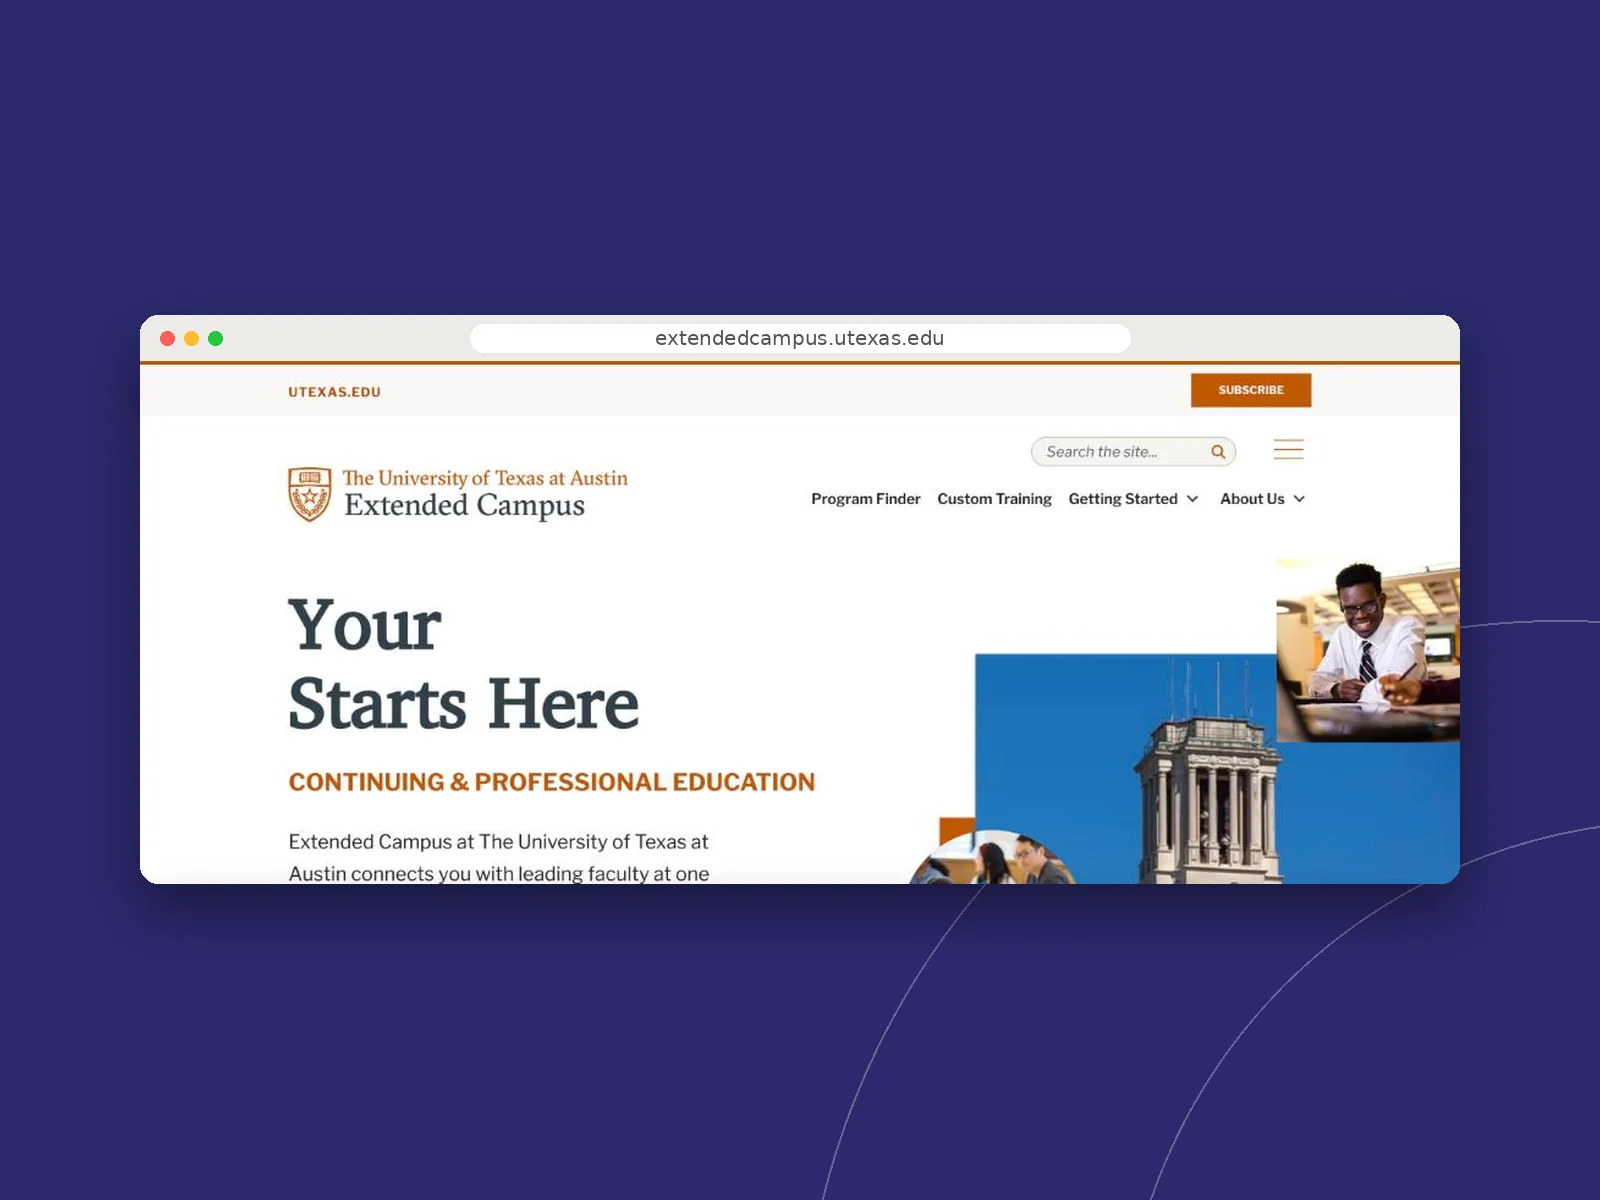 extendedcampus.utexas.edu
UTEXAS.EDU
SUBSCRIBE
Search the site...
The University of Texas at Austin
Extended Campus
Program Finder Custom Training Getting Started About Us
Your
Starts Here
CONTINUING & PROFESSIONAL EDUCATION
Extended Campus at The University of Texas at
Austin connects you with leading faculty at one